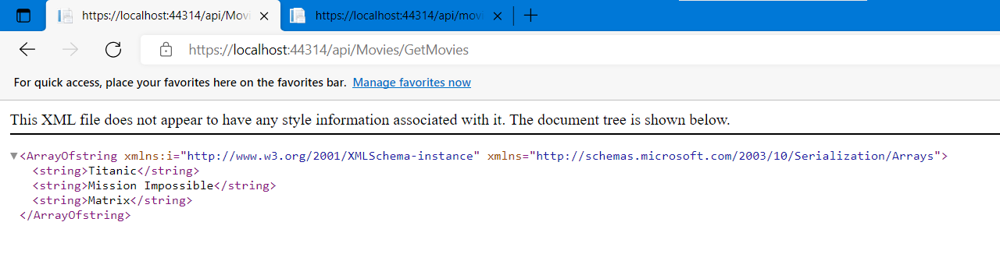 https://localhost:44314/api/Movi
https://localhost:44314/api/movi
https://localhost:44314/api/Movies/GetMovies
For quick access, place your favorites here on the favorites bar. Manage favorites now
This XML file does not appear to have any style information associated with it. The document tree is shown below.
<ArrayOfstring xmlns:i="http://www.w3.org/2001/XMLSchema-instance" xmlns="http://schemas.microsoft.com/2003/10/Serialization/Arrays">
<string>Titanic</string>
<string>Mission Impossible</string>
<string>Matrix</string>
</ArrayOfstring>